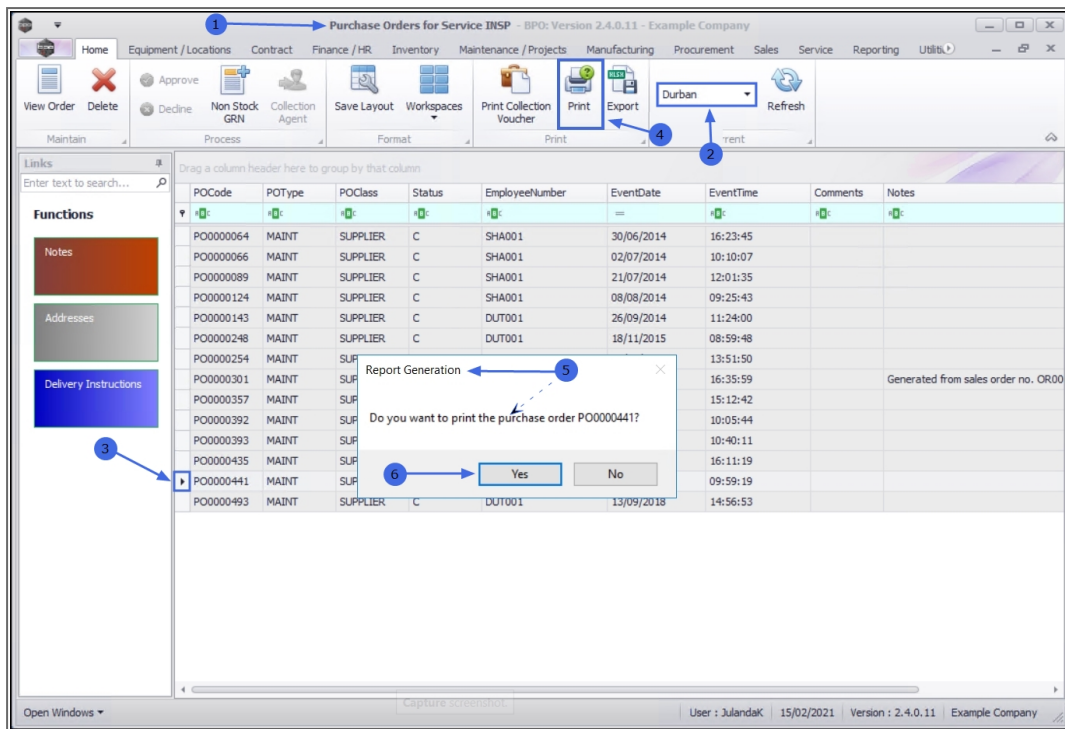 1
Purchase Orders for Service INSP - BPO: Version 2.4.0.11 - Example Company
Home Equipment / Locations Contract Finance / HR Inventory Maintenance / Projects Manufacturing Procurement Sales Service Reporting
View Order Delete Approve Decline Non Stock GRN Collection Agent Save Layout Workspaces Print Collection Voucher Print Export Durban Refresh
Maintain Process Format Print
4
2
Links
Enter text to search...
Drag a column header here to group by that column
POCode POType POClass Status EmployeeNumber EventDate EventTime Comments Notes
Functions
Notes
Addresses
Delivery Instructions
PO0000064 MAINT SUPPLIER C SHA001 30/06/2014 16:23:45
PO0000066 MAINT SUPPLIER C SHA001 02/07/2014 10:10:07
PO0000089 MAINT SUPPLIER C SHA001 21/07/2014 12:01:35
PO0000124 MAINT SUPPLIER C SHA001 08/08/2014 09:25:43
PO0000143 MAINT SUPPLIER C DUT001 26/09/2014 11:24:00
PO0000248 MAINT SUPPLIER C DUT001 18/11/2015 08:59:48
PO0000254 MAINT SUP 13:51:50
PO0000301 MAINT SUP 16:35:59 Generated from sales order no. OR00
PO0000357 MAINT SUP 15:12:42
PO0000392 MAINT SUP 10:05:44
PO0000393 MAINT SUP 10:40:11
PO0000435 MAINT SUP 16:11:19
PO0000441 MAINT SUP 09:59:19
PO0000493 MAINT SUPPLIER C DUT001 13/09/2018 14:56:53
3
Report Generation
5
Do you want to print the purchase order PO0000441?
6
Yes No
Capture screenshot.
Open Windows User : JulandaK 15/02/2021 Version : 2.4.0.11 Example Company